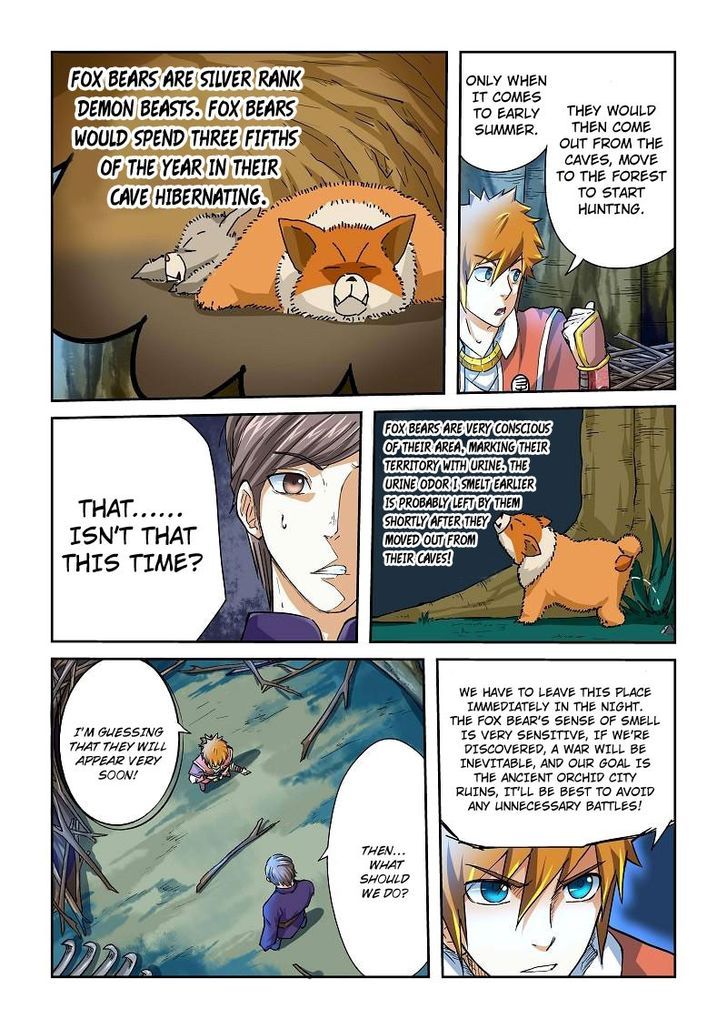 FOX BEARS ARE SILVER RANK
DEMON BEASTS. FOX BEARS
WOULD SPEND THREE FIFTHS
OF THE YEAR IN THEIR
CAVE HIBERNATING.
ONLY WHEN
IT COMES
TO EARLY
SUMMER.
THEY WOULD
THEN COME
OUT FROM THE
CAVES, MOVE
TO THE FOREST
TO START
HUNTING.
THAT......
ISN'T THAT
THIS TIME?
FOX BEARS ARE VERY CONSCIOUS
OF THEIR AREA, MARKING THEIR
TERRITORY WITH URINE. THE
URINE ODOR I SMELT EARLIER
IS PROBABLY LEFT BY THEM
SHORTLY AFTER THEY
MOVED OUT FROM
THEIR CAVES!
I'M GUESSING
THAT THEY WILL
APPEAR VERY
SOON!
THEN...
WHAT
SHOULD
WE DO?
WE HAVE TO LEAVE THIS PLACE
IMMEDIATELY IN THE NIGHT.
THE FOX BEAR'S SENSE OF SMELL
IS VERY SENSITIVE, IF WE'RE
DISCOVERED, A WAR WILL BE
INEVITABLE, AND OUR GOAL IS
THE ANCIENT ORCHID CITY
RUINS, IT'LL BE BEST TO AVOID
ANY UNNECESSARY BATTLES!